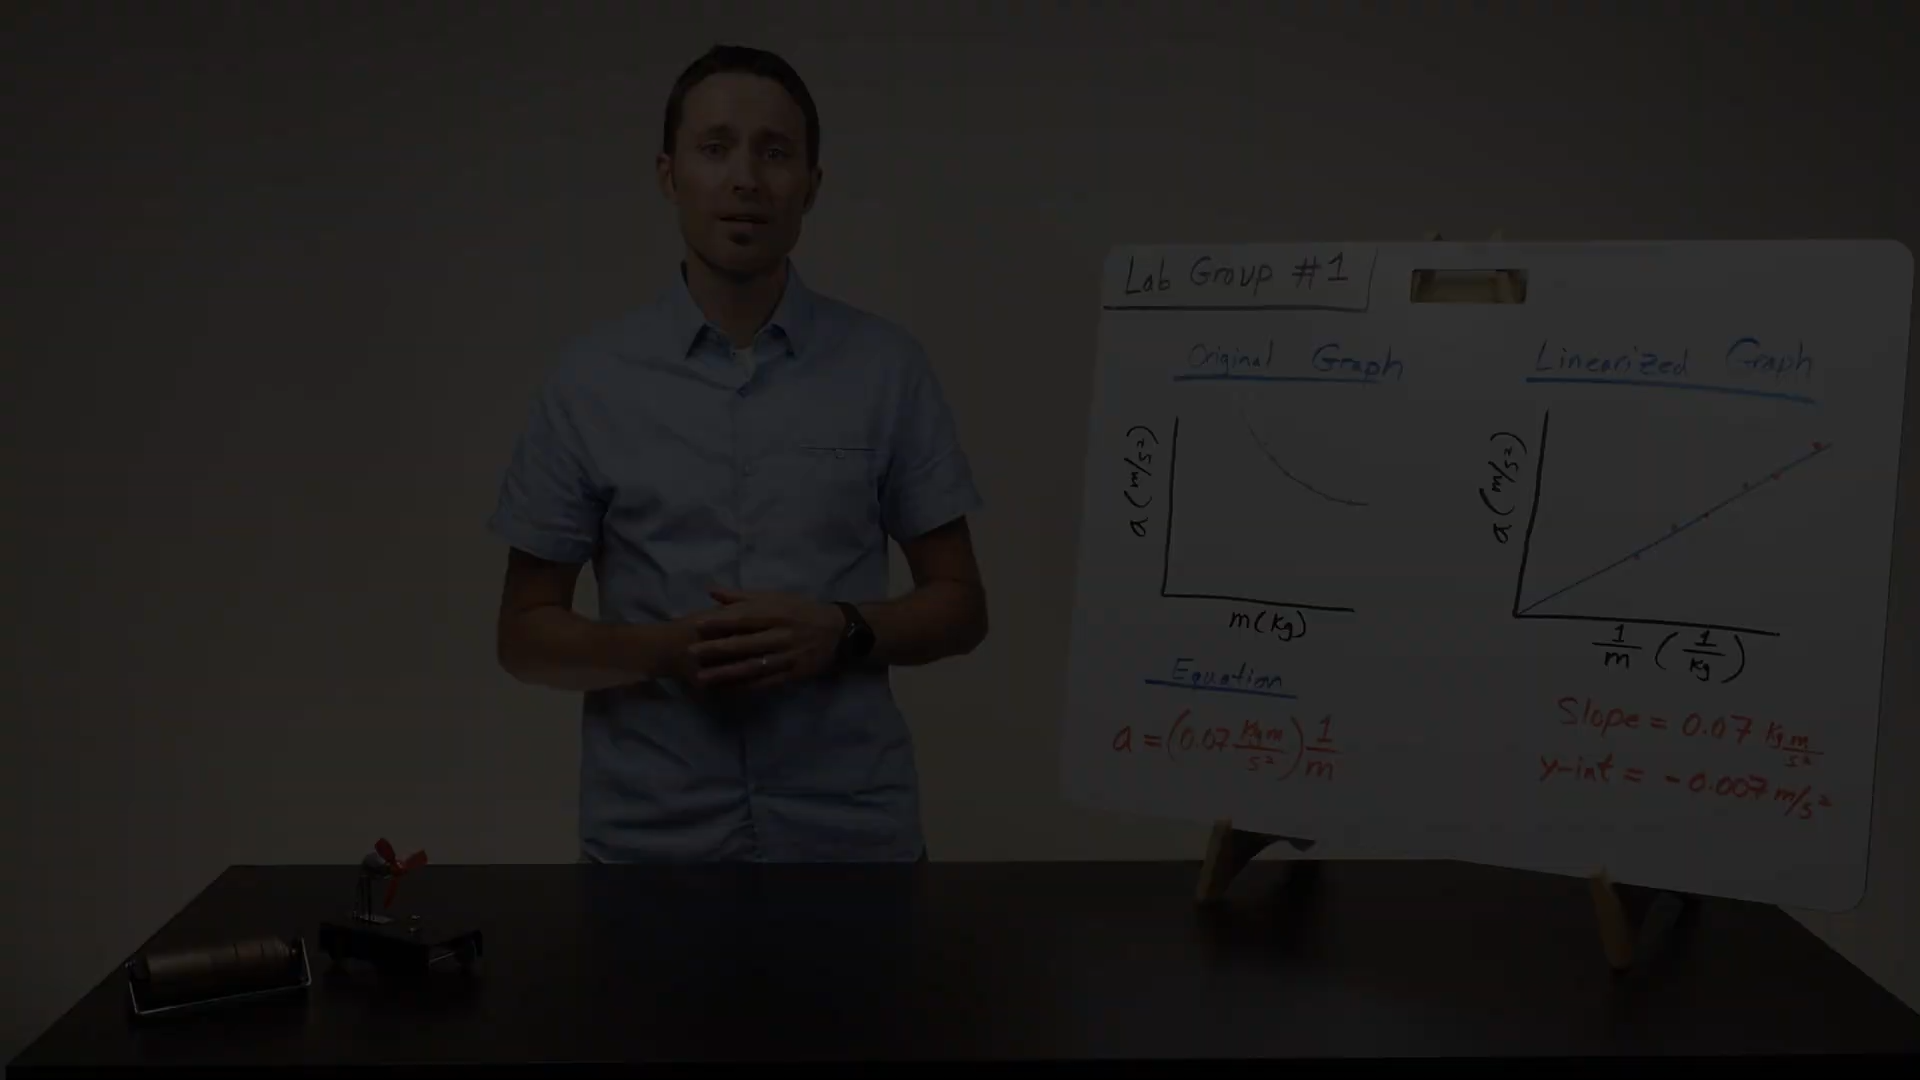 Lab Group #1
Original Graph
a (m/s²)
m (kg)
Linearized Graph
a (m/s²)
1/m (1/kg)
Equation
a = (0.07 kgm/s²) 1/m
Slope = 0.07 kg m/s²
y-int = -0.007 m/s²